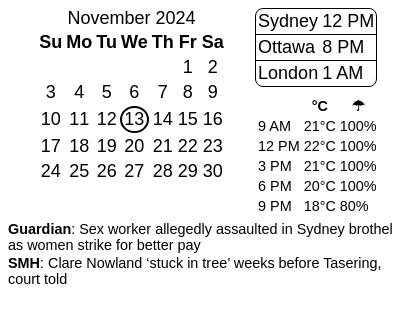 November 2024
Su Mo Tu We Th Fr Sa
1 2
3 4 5 6 7 8 9
10 11 12 13 14 15 16
17 18 19 20 21 22 23
24 25 26 27 28 29 30
Sydney 12 PM
Ottawa 8 PM
London 1 AM
°C ☂
9 AM 21°C 100%
12 PM 22°C 100%
3 PM 21°C 100%
6 PM 20°C 100%
9 PM 18°C 80%
Guardian: Sex worker allegedly assaulted in Sydney brothel
as women strike for better pay
SMH: Clare Nowland ‘stuck in tree’ weeks before Tasering,
court told